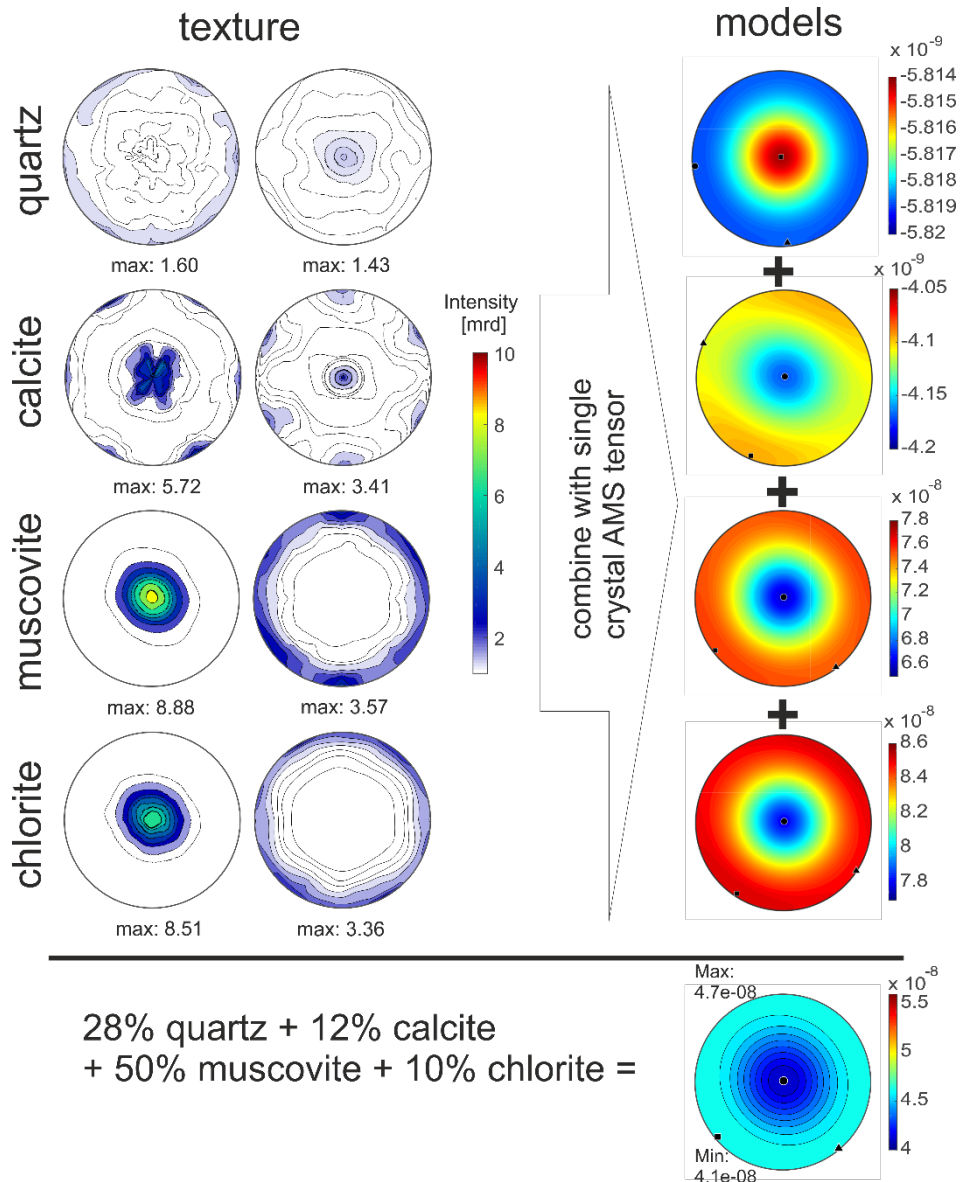 texture
models
quartz
max: 1.60
max: 1.43
x 10-9
-5.814
-5.815
-5.816
-5.817
-5.818
-5.819
-5.82
+
calcite
max: 5.72
max: 3.41
Intensity
[mrd]
10
8
6
4
2
combine with single
crystal AMS tensor
x 10-9
-4.05
-4.1
-4.15
-4.2
+
muscovite
max: 8.88
max: 3.57
x 10-8
7.8
7.6
7.4
7.2
7
6.8
6.6
+
chlorite
max: 8.51
max: 3.36
x 10-8
8.6
8.4
8.2
8
7.8
28% quartz + 12% calcite
+ 50% muscovite + 10% chlorite =
Max:
4.7e-08
Min:
4.1e-08
x 10-8
5.5
5
4.5
4